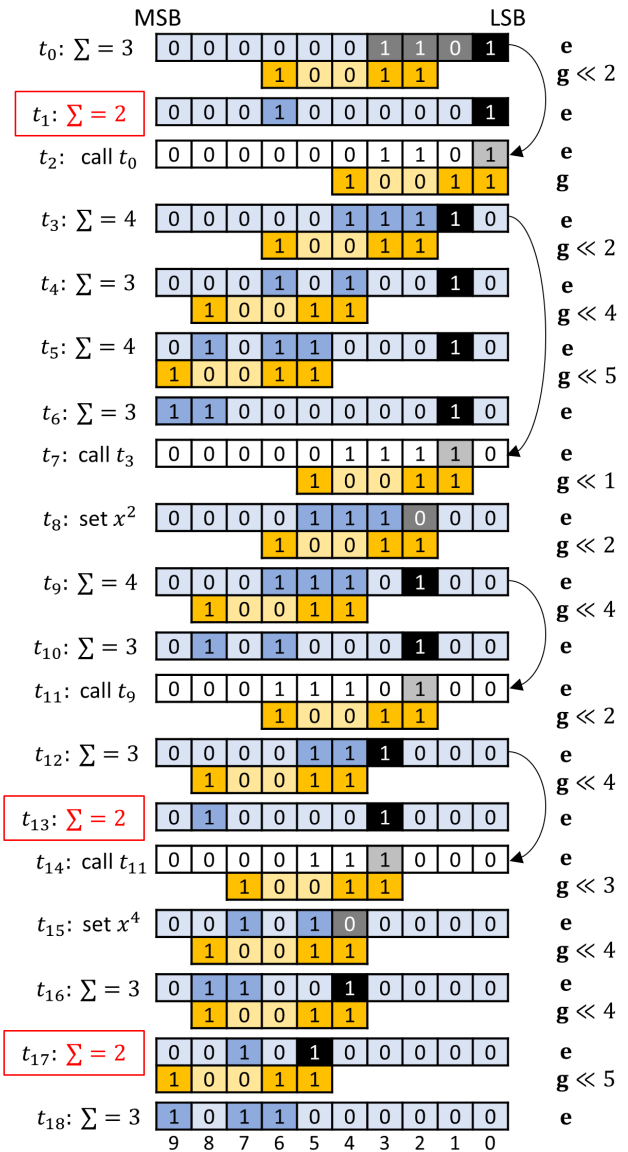 MSB LSB
t₀: ∑ = 3 0 0 0 0 0 0 1 1 0 1 e
1 0 0 1 1 g ≪ 2
t₁: ∑ = 2 0 0 0 1 0 0 0 0 0 1 e
t₂: call t₀ 0 0 0 0 0 0 1 1 0 1 e
1 0 0 1 1 g
t₃: ∑ = 4 0 0 0 0 0 1 1 1 1 0 e
1 0 0 1 1 g ≪ 2
t₄: ∑ = 3 0 0 0 1 0 1 0 0 1 0 e
1 0 0 1 1 g ≪ 4
t₅: ∑ = 4 0 1 0 1 1 0 0 0 1 0 e
1 0 0 1 1 g ≪ 5
t₆: ∑ = 3 1 1 0 0 0 0 0 0 1 0 e
t₇: call t₃ 0 0 0 0 0 1 1 1 1 0 e
1 0 0 1 1 g ≪ 1
t₈: set x² 0 0 0 0 1 1 1 0 0 0 e
1 0 0 1 1 g ≪ 2
t₉: ∑ = 4 0 0 0 1 1 1 0 1 0 0 e
1 0 0 1 1 g ≪ 4
t₁₀: ∑ = 3 0 1 0 1 0 0 0 1 0 0 e
t₁₁: call t₉ 0 0 0 1 1 1 0 1 0 0 e
1 0 0 1 1 g ≪ 2
t₁₂: ∑ = 3 0 0 0 0 1 1 1 0 0 0 e
1 0 0 1 1 g ≪ 4
t₁₃: ∑ = 2 0 1 0 0 0 0 1 0 0 0 e
t₁₄: call t₁₁ 0 0 0 0 1 1 1 0 0 0 e
1 0 0 1 1 g ≪ 3
t₁₅: set x⁴ 0 0 1 0 1 0 0 0 0 0 e
1 0 0 1 1 g ≪ 4
t₁₆: ∑ = 3 0 1 1 0 0 1 0 0 0 0 e
1 0 0 1 1 g ≪ 4
t₁₇: ∑ = 2 0 0 1 0 1 0 0 0 0 0 e
1 0 0 1 1 g ≪ 5
t₁₈: ∑ = 3 1 0 1 1 0 0 0 0 0 0 e
9 8 7 6 5 4 3 2 1 0